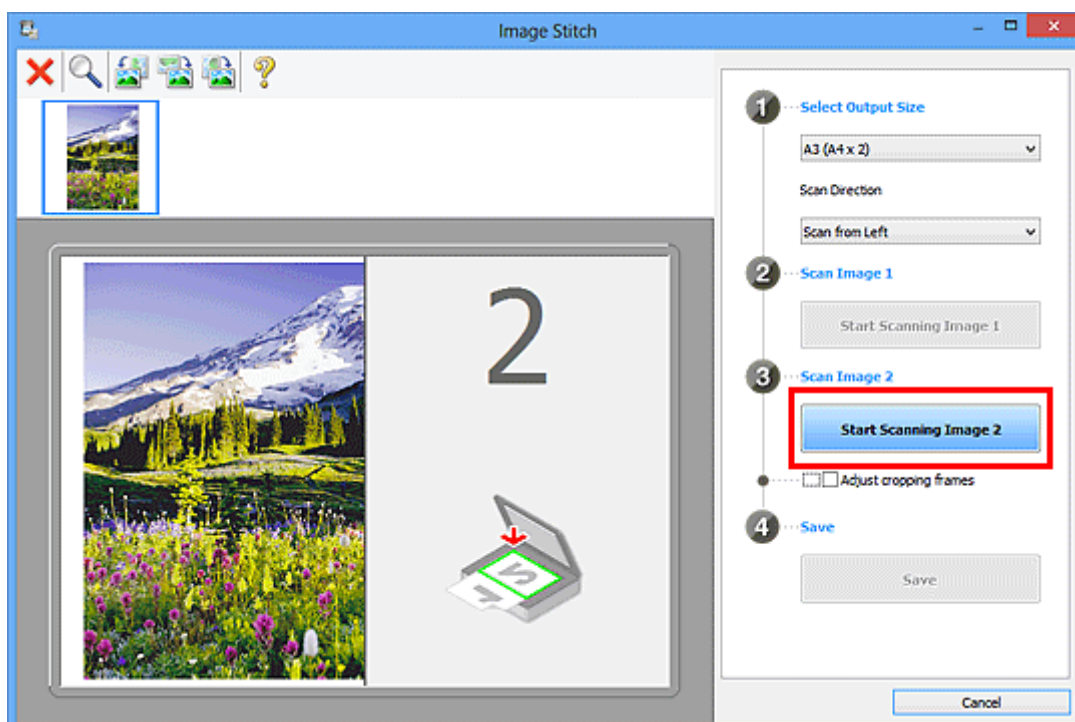 Image Stitch
1 Select Output Size
A3 (A4 x 2)
Scan Direction
Scan from Left
2 Scan Image 1
Start Scanning Image 1
3 Scan Image 2
Start Scanning Image 2
Adjust cropping frames
4 Save
Save
Cancel
2
1 2